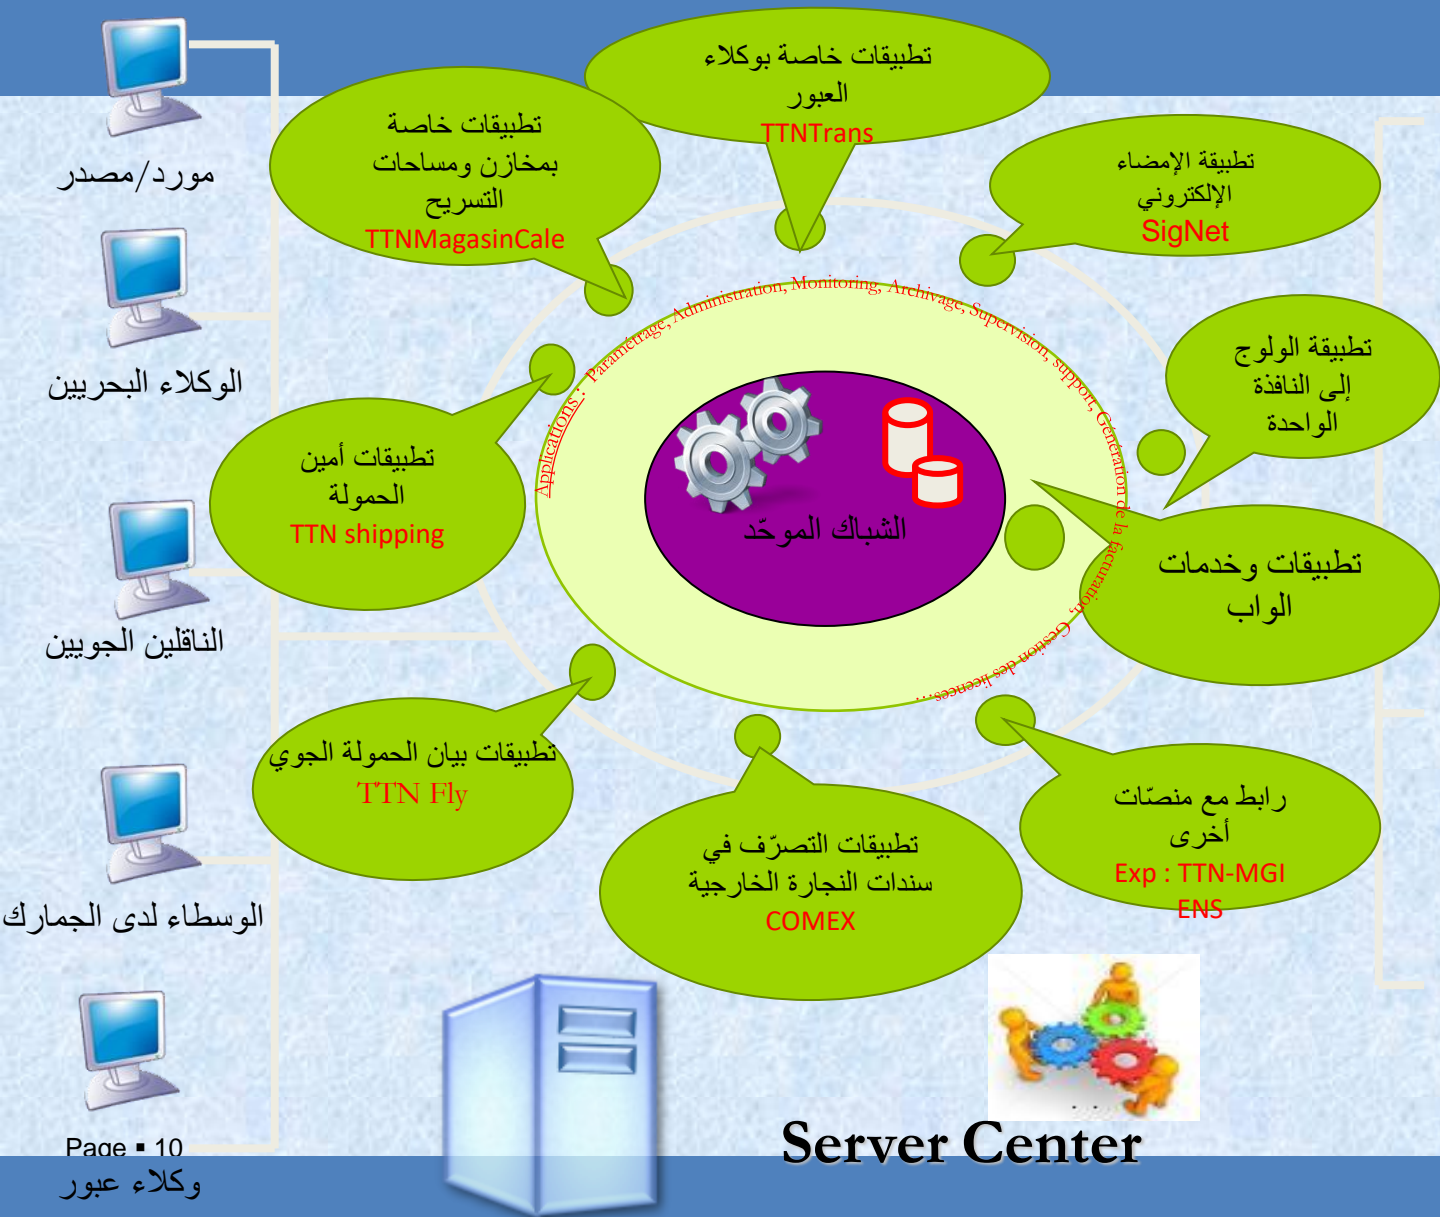 تطبيقات خاصة بوكلاء
العبور
TTNTrans
تطبيقات خاصة
بمخازن ومساحات
التسريح
TTNMagasinCale
تطبيقة الإمضاء
الإلكتروني
SigNet
تطبيقة الولوج
إلى النافذة
الواحدة
تطبيقات أمين
الحمولة
TTN shipping
تطبيقات وخدمات
الواب
تطبيقات بيان الحمولة الجوي
TTN Fly
تطبيقات التصرّف في
سندات النجارة الخارجية
COMEX
رابط مع منصّات
أخرى
Exp : TTN-MGI
ENS
Applications : Paramétrage, Administration, Monitoring, Archivage, Supervision, support, Génération de la facturation, Gestion des licences…
الشباك الموحّد
مورد/مصدر
الوكلاء البحريين
الناقلين الجويين
الوسطاء لدى الجمارك
Page ▪ 10
وكلاء عبور
Server Center